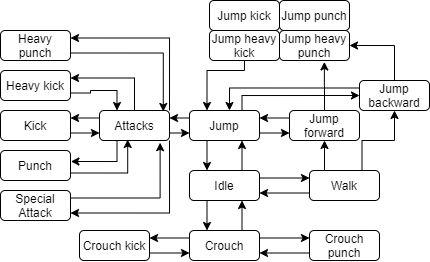 Jump kick
Jump punch
Jump heavy
kick
Jump heavy
punch
Heavy
punch
Heavy kick
Jump
backward
Kick
Attacks
Jump
Jump
forward
Punch
Idle
Walk
Special
Attack
Crouch kick
Crouch
Crouch
punch